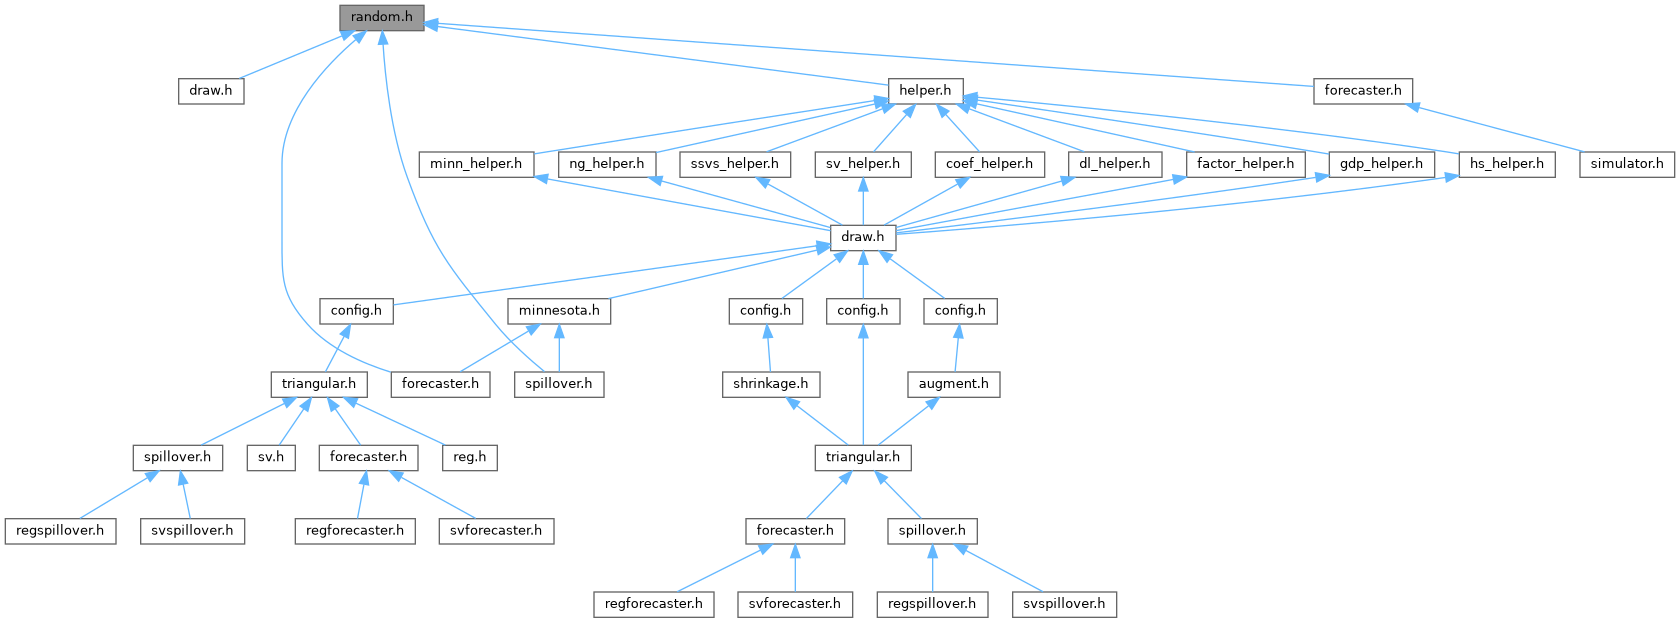 random.h
draw.h
helper.h
forecaster.h
minn_helper.h
ng_helper.h
ssvs_helper.h
sv_helper.h
coef_helper.h
dl_helper.h
factor_helper.h
gdp_helper.h
hs_helper.h
simulator.h
draw.h
config.h
minnesota.h
config.h
config.h
config.h
triangular.h
forecaster.h
spillover.h
shrinkage.h
augment.h
spillover.h
sv.h
forecaster.h
reg.h
triangular.h
regspillover.h
svspillover.h
regforecaster.h
svforecaster.h
forecaster.h
spillover.h
regforecaster.h
svforecaster.h
regspillover.h
svspillover.h